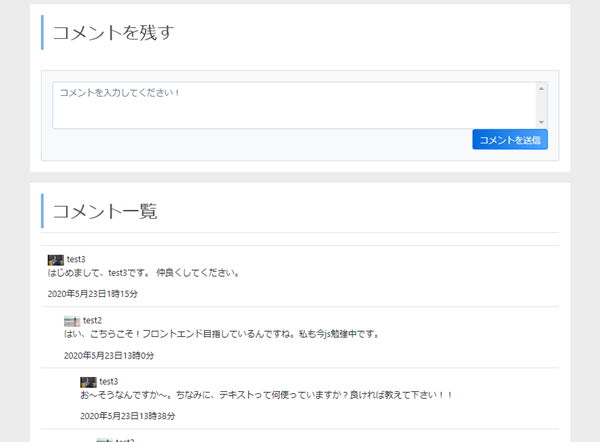 コメントを残す
コメントを入力してください！
コメントを送信
コメント一覧
test3
はじめまして、test3です。 仲良くしてください。
2020年5月23日1時15分
test2
はい、こちらこそ！フロントエンド目指しているんですね。私も今js勉強中です。
2020年5月23日13時0分
test3
お～そうなんですか～。ちなみに、テキストって何使っていますか？良ければ教えて下さい！！
2020年5月23日13時38分
test2